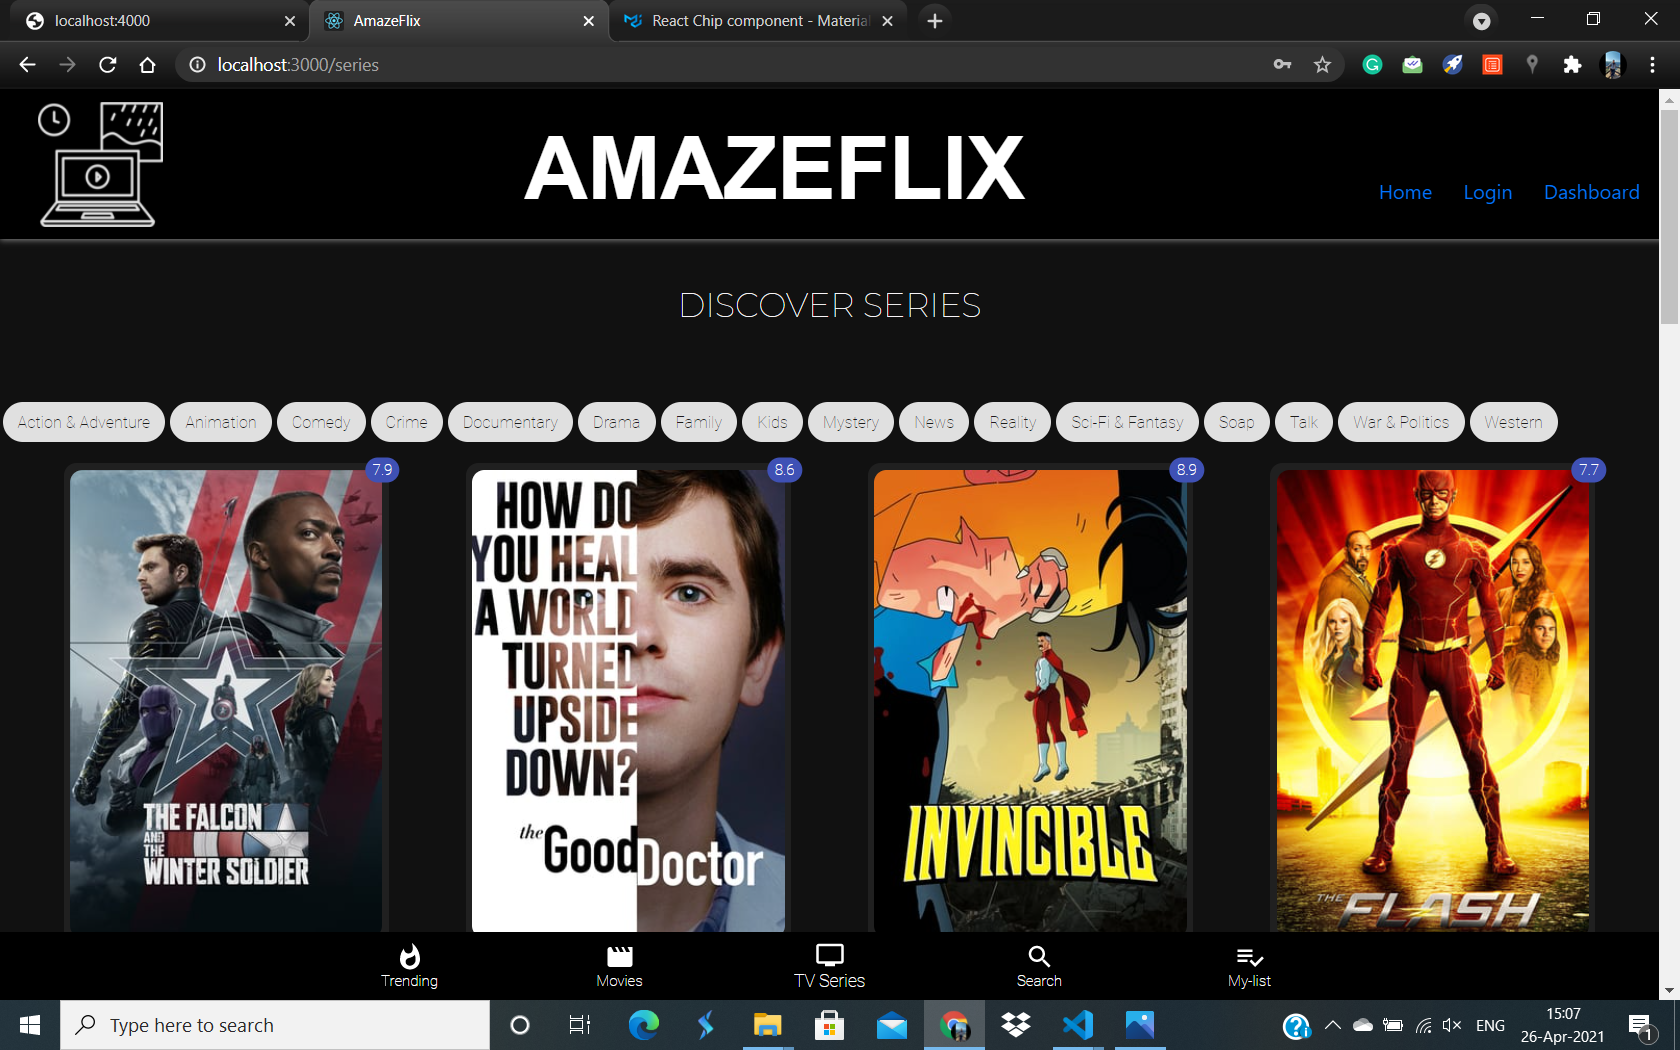 localhost:4000
AmazeFlix
React Chip component - Material
localhost:3000/series
AMAZEFLIX
Home Login Dashboard
DISCOVER SERIES
Action & Adventure Animation Comedy Crime Documentary Drama Family Kids Mystery News Reality Sci-Fi & Fantasy Soap Talk War & Politics Western
7.9 8.6 8.9 7.7
THE FALCON
AND
THE
WINTER SOLDIER
HOW DO
YOU HEAL
A WORLD
TURNED
UPSIDE
DOWN?
the Good Doctor
INVINCIBLE
THE FLASH
Trending Movies TV Series Search My-list
Type here to search
ENG
15:07
26-Apr-2021
1